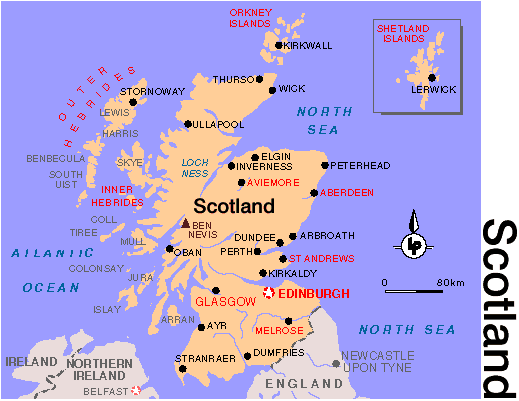 ORKNEY
ISLANDS
KIRKWALL
SHETLAND
ISLANDS
LERWICK
OUTER
HEBRIDES
THURSO
WICK
STORNOWAY
LEWIS
NORTH
SEA
ULLAPOOL
HARRIS
BENBECULA
SKYE
LOCH
NESS
ELGIN
INVERNESS
PETERHEAD
SOUTH
UIST
AVIEMORE
INNER
HEBRIDES
ABERDEEN
Scotland
COLL
TIREE
BEN
NEVIS
MULL
DUNDEE
ARBROATH
OBAN
PERTH
ST ANDREWS
ATLANTIC
OCEAN
COLONSAY
KIRKALDY
JURA
LP
0
80km
GLASGOW
EDINBURGH
ISLAY
ARRAN
AYR
MELROSE
NORTH SEA
IRELAND
NORTHERN
IRELAND
STRANRAER
DUMFRIES
NEWCASTLE
UPON TYNE
BELFAST
ENGLAND
Scotland